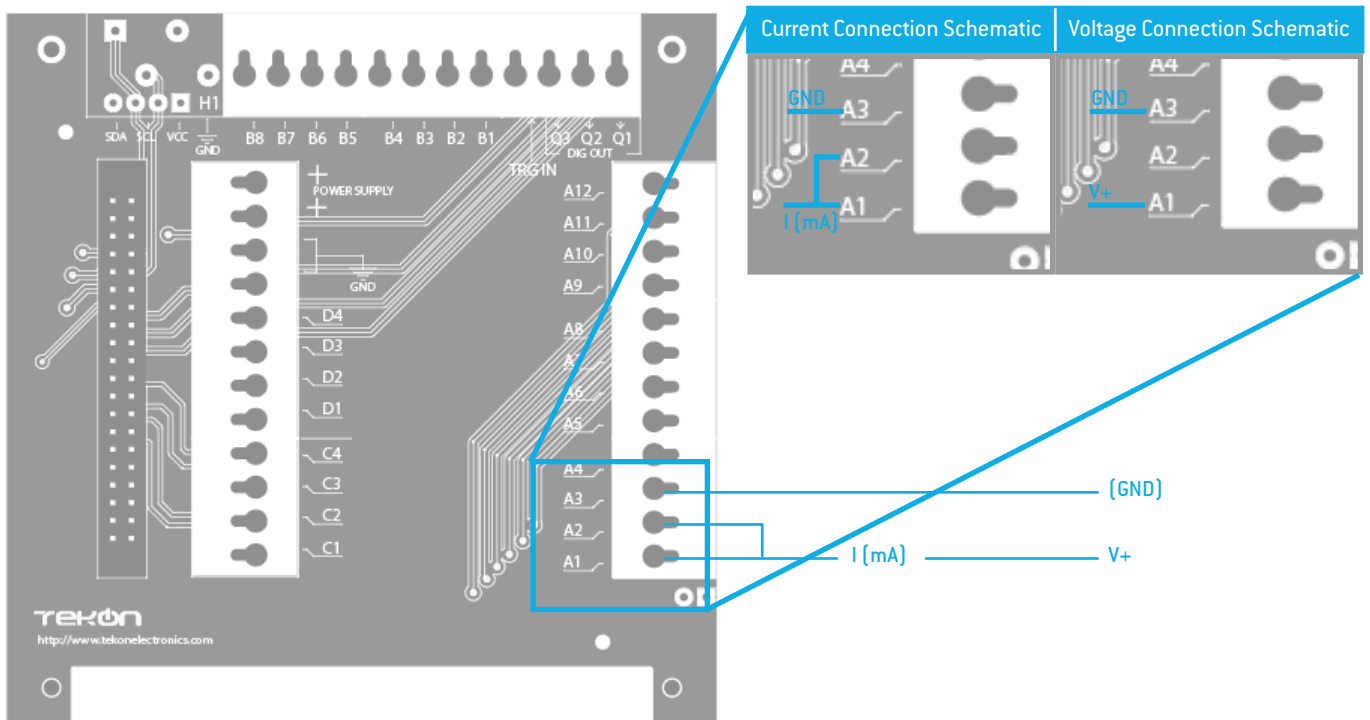 Current Connection Schematic
Voltage Connection Schematic
A4
GND
A3
A2
A1
I (mA)
A4
GND
A3
A2
V+
A1
H1
SDA SCL VCC
GND
B8 B7 B6 B5 B4 B3 B2 B1
Q3 Q2 Q1
DIG OUT
TRG IN
+
POWER SUPPLY
+
GND
D4
D3
D2
D1
C4
C3
C2
C1
A12
A11
A10
A9
A8
A7
A6
A5
A4
A3
A2
A1
(GND)
I (mA)
V+
TEKON
http://www.tekonelectronics.com